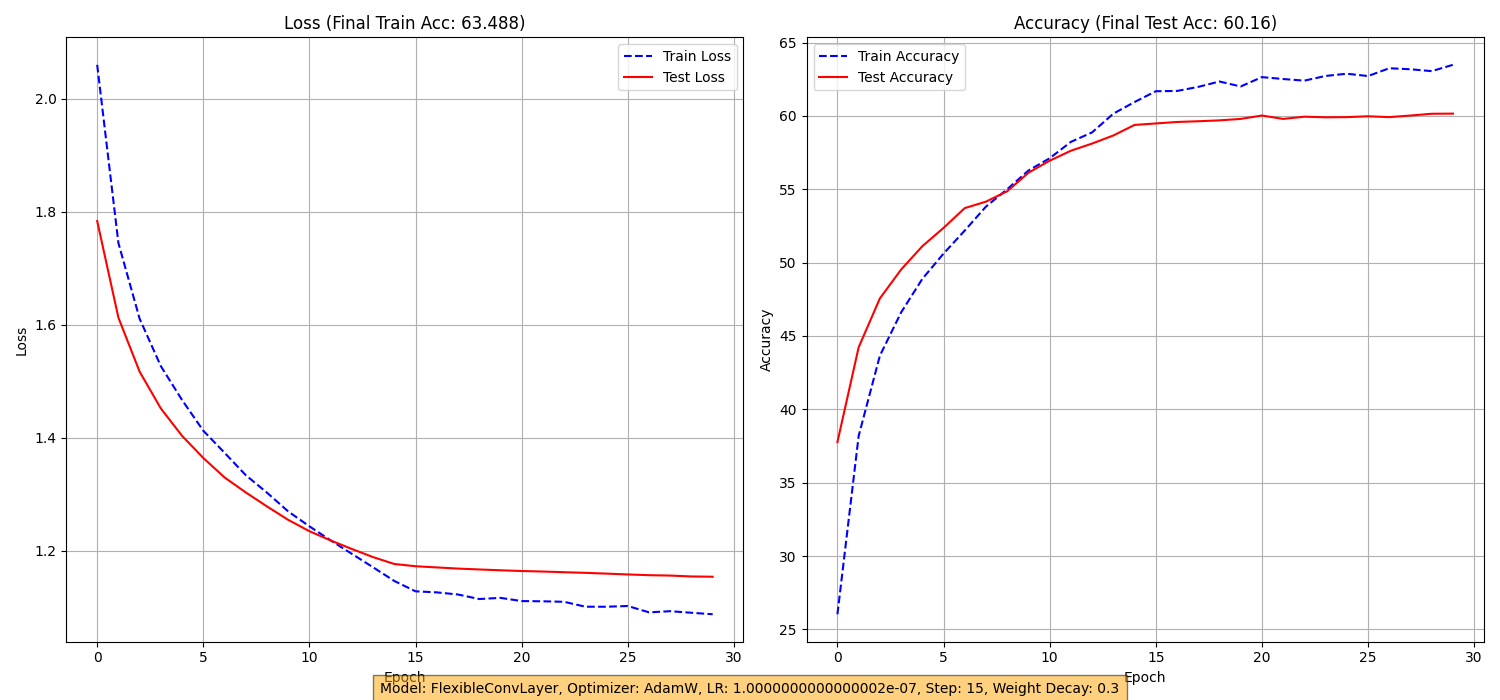 Loss (Final Train Acc: 63.488)
Train Loss
Test Loss
2.0
1.8
1.6
1.4
1.2
Loss
0 5 10 15 20 25 30
Epoch
Accuracy (Final Test Acc: 60.16)
Train Accuracy
Test Accuracy
65
60
55
50
45
40
35
30
25
Accuracy
0 5 10 15 20 25 30
Epoch
Model: FlexibleConvLayer, Optimizer: AdamW, LR: 1.0000000000000002e-07, Step: 15, Weight Decay: 0.3